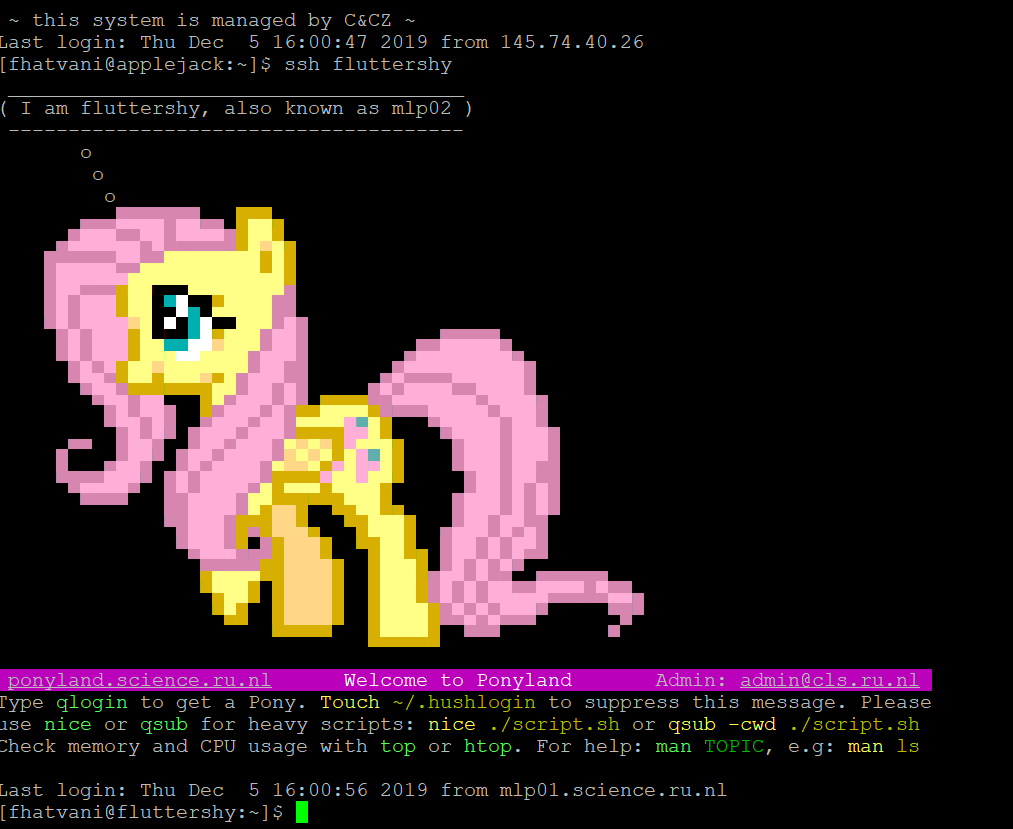 ~ this system is managed by C&CZ ~
Last login: Thu Dec  5 16:00:47 2019 from 145.74.40.26
[fhatvani@applejack:~]$ ssh fluttershy
______________________________________
( I am fluttershy, also known as mlp02 )
--------------------------------------
o
o
o
ponyland.science.ru.nl      Welcome to Ponyland       Admin: admin@cls.ru.nl
Type qlogin to get a Pony. Touch ~/.hushlogin to suppress this message. Please
use nice or qsub for heavy scripts: nice ./script.sh or qsub -cwd ./script.sh
Check memory and CPU usage with top or htop. For help: man TOPIC, e.g: man ls
Last login: Thu Dec  5 16:00:56 2019 from mlp01.science.ru.nl
[fhatvani@fluttershy:~]$